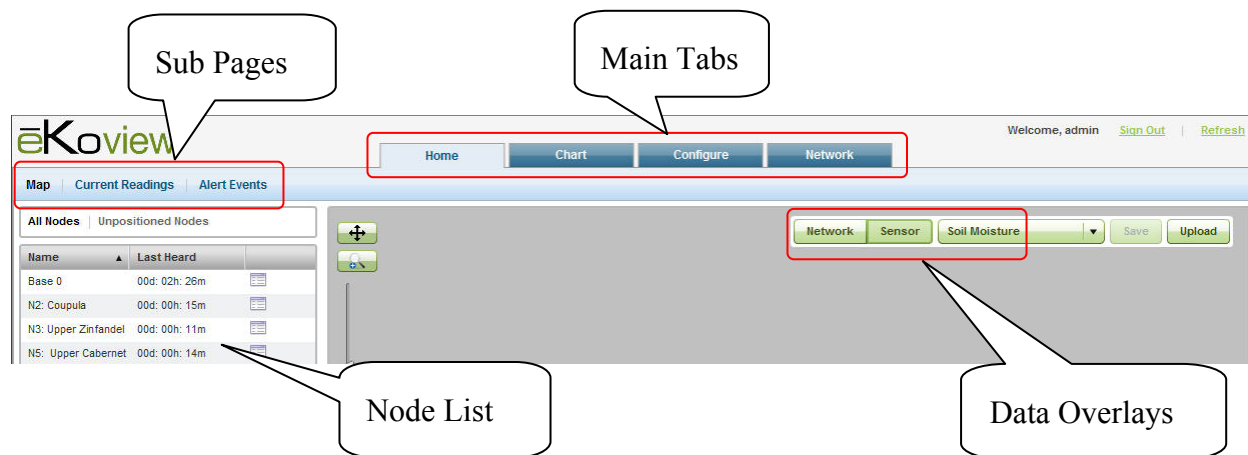 Sub Pages
Main Tabs
ēKoview
Welcome, admin Sign Out | Refresh
Home Chart Configure Network
Map | Current Readings | Alert Events
All Nodes | Unpositioned Nodes
Network Sensor Soil Moisture Save Upload
Name Last Heard
Base 0 00d: 02h: 26m
N2: Coupula 00d: 00h: 15m
N3: Upper Zinfandel 00d: 00h: 11m
N5: Upper Cabernet 00d: 00h: 14m
Node List
Data Overlays